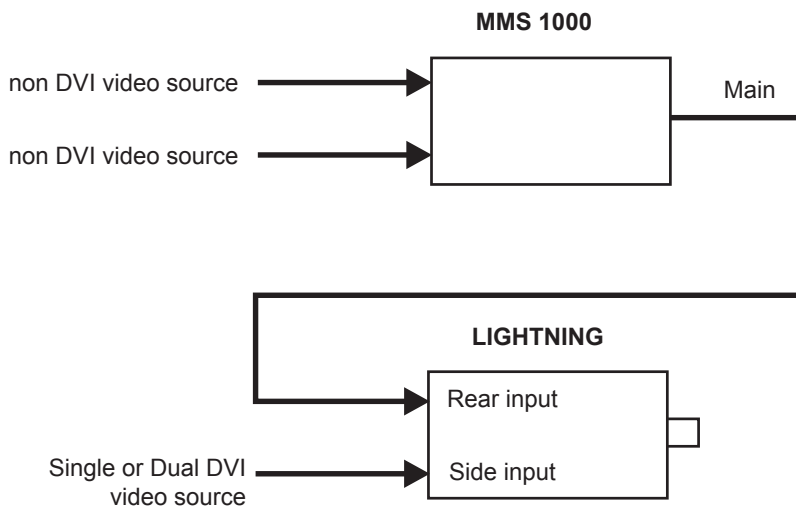 MMS 1000
non DVI video source
Main
non DVI video source
LIGHTNING
Rear input
Single or Dual DVI
video source
Side input